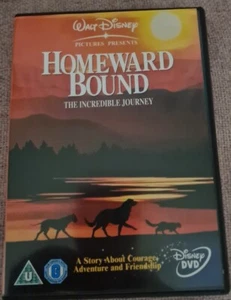 WALT DISNEY
PICTURES PRESENTS
HOMEWARD
BOUND
THE INCREDIBLE JOURNEY
A Story About Courage,
Adventure and Friendship
U
DISNEY
DVD